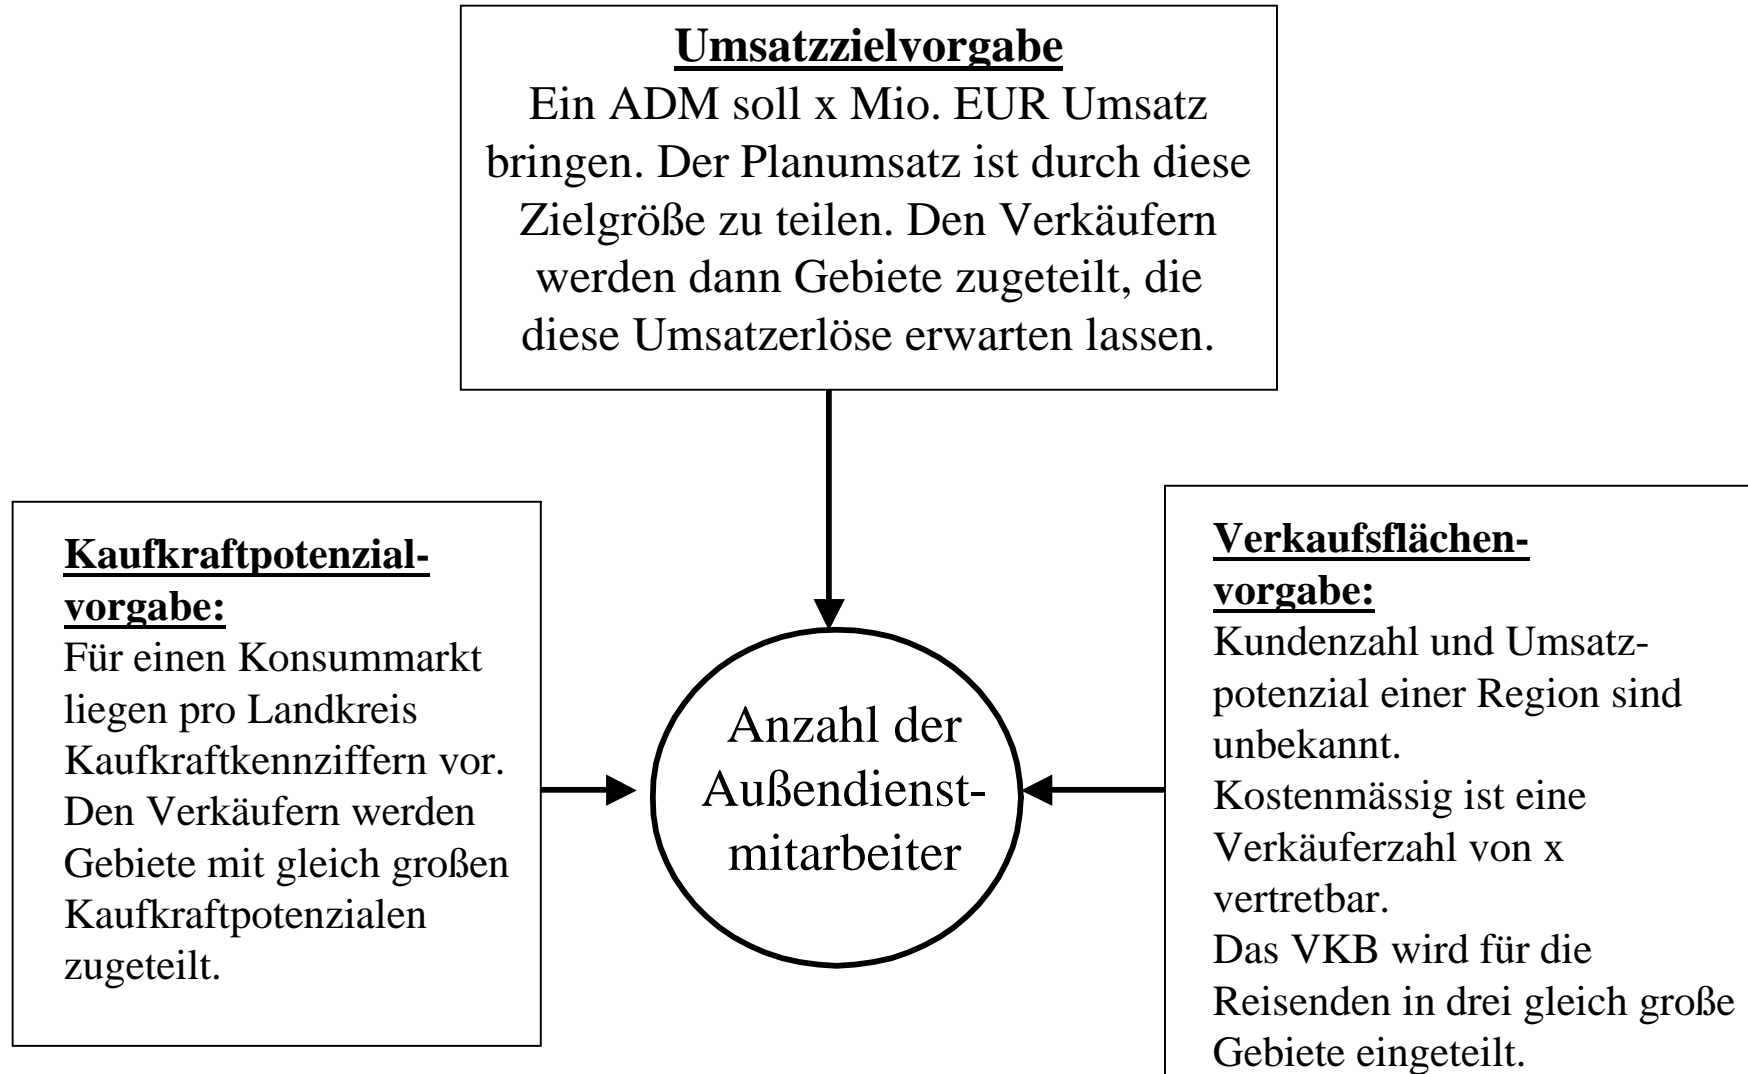 Umsatzzielvorgabe
Ein ADM soll x Mio. EUR Umsatz
bringen. Der Planumsatz ist durch diese
Zielgröße zu teilen. Den Verkäufern
werden dann Gebiete zugeteilt, die
diese Umsatzerlöse erwarten lassen.
Kaufkraftpotenzial-
vorgabe:
Für einen Konsummarkt
liegen pro Landkreis
Kaufkraftkennziffern vor.
Den Verkäufern werden
Gebiete mit gleich großen
Kaufkraftpotenzialen
zugeteilt.
Anzahl der
Außendienst-
mitarbeiter
Verkaufsflächen-
vorgabe:
Kundenzahl und Umsatz-
potenzial einer Region sind
unbekannt.
Kostenmässig ist eine
Verkäuferzahl von x
vertretbar.
Das VKB wird für die
Reisenden in drei gleich große
Gebiete eingeteilt.